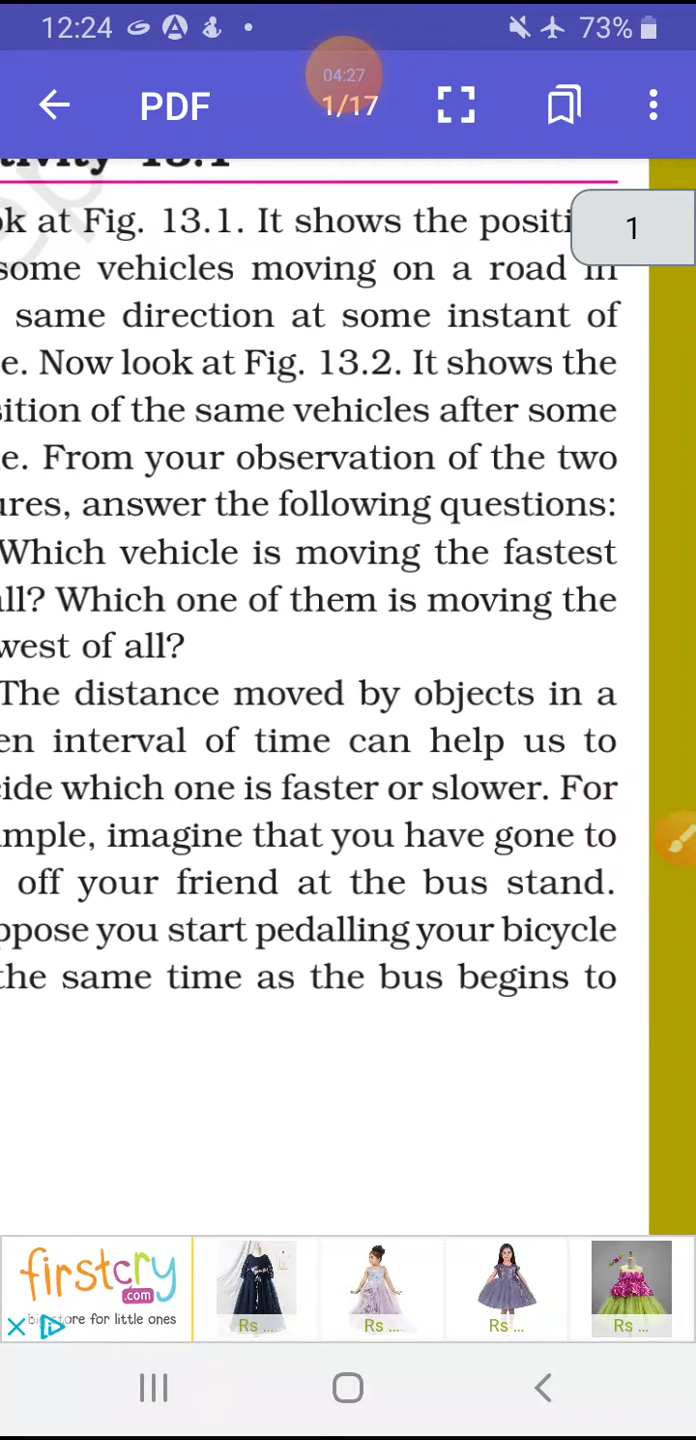 12:24
73%
04:27
PDF
1/17
1
ok at Fig. 13.1. It shows the positi
some vehicles moving on a road in
same direction at some instant of
e. Now look at Fig. 13.2. It shows the
sition of the same vehicles after some
e. From your observation of the two
ures, answer the following questions:
Which vehicle is moving the fastest
all? Which one of them is moving the
west of all?
The distance moved by objects in a
en interval of time can help us to
cide which one is faster or slower. For
mple, imagine that you have gone to
off your friend at the bus stand.
ppose you start pedalling your bicycle
the same time as the bus begins to
firstcry
.com
are for little ones
Rs ...
Rs ...
Rs ...
Rs ...